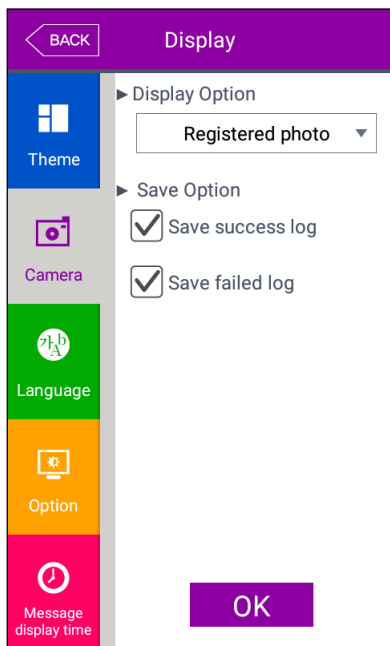 BACK
Display
Theme
Camera
가b
A
Language
Option
Message
display time
▶ Display Option
Registered photo ▼
▶ Save Option
Save success log
Save failed log
OK